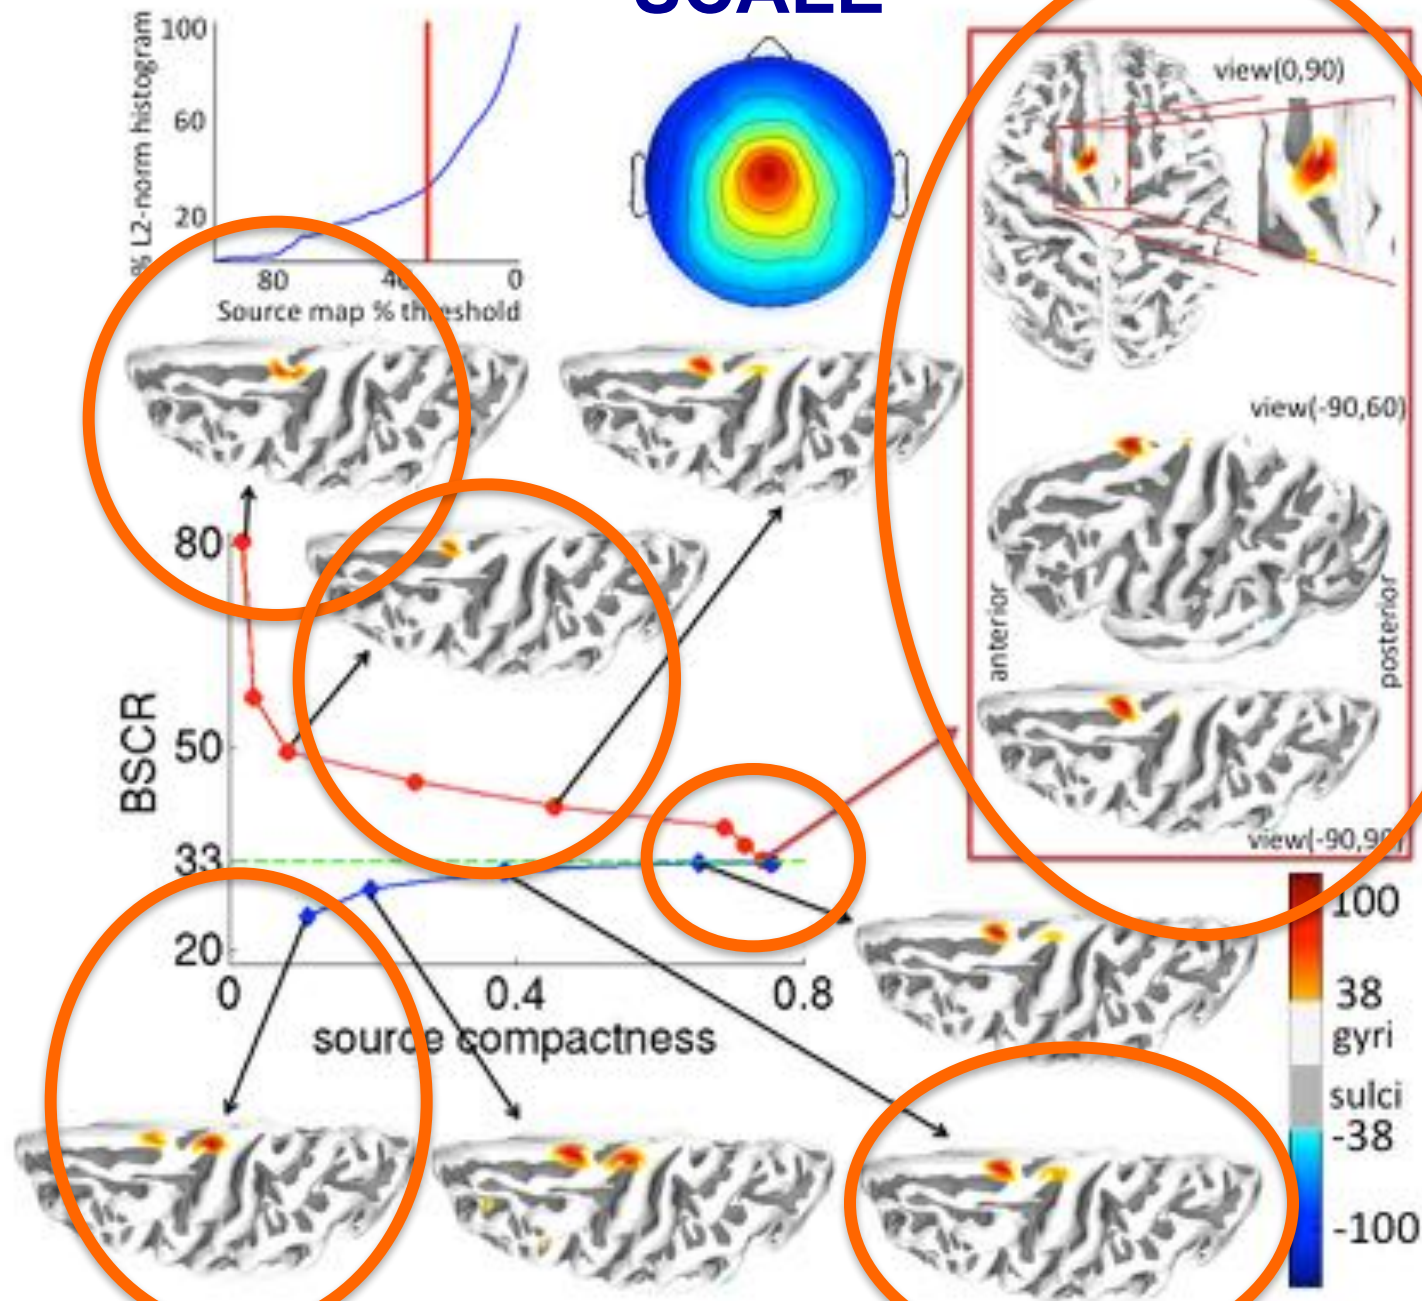 SCALE
% L2-norm histogram
100
60
20
80
40
0
Source map % threshold
view(0,90)
view(-90,60)
anterior
posterior
view(-90,90)
BSCR
80
50
33
20
0
0.4
0.8
source compactness
100
38
gyri
sulci
-38
-100